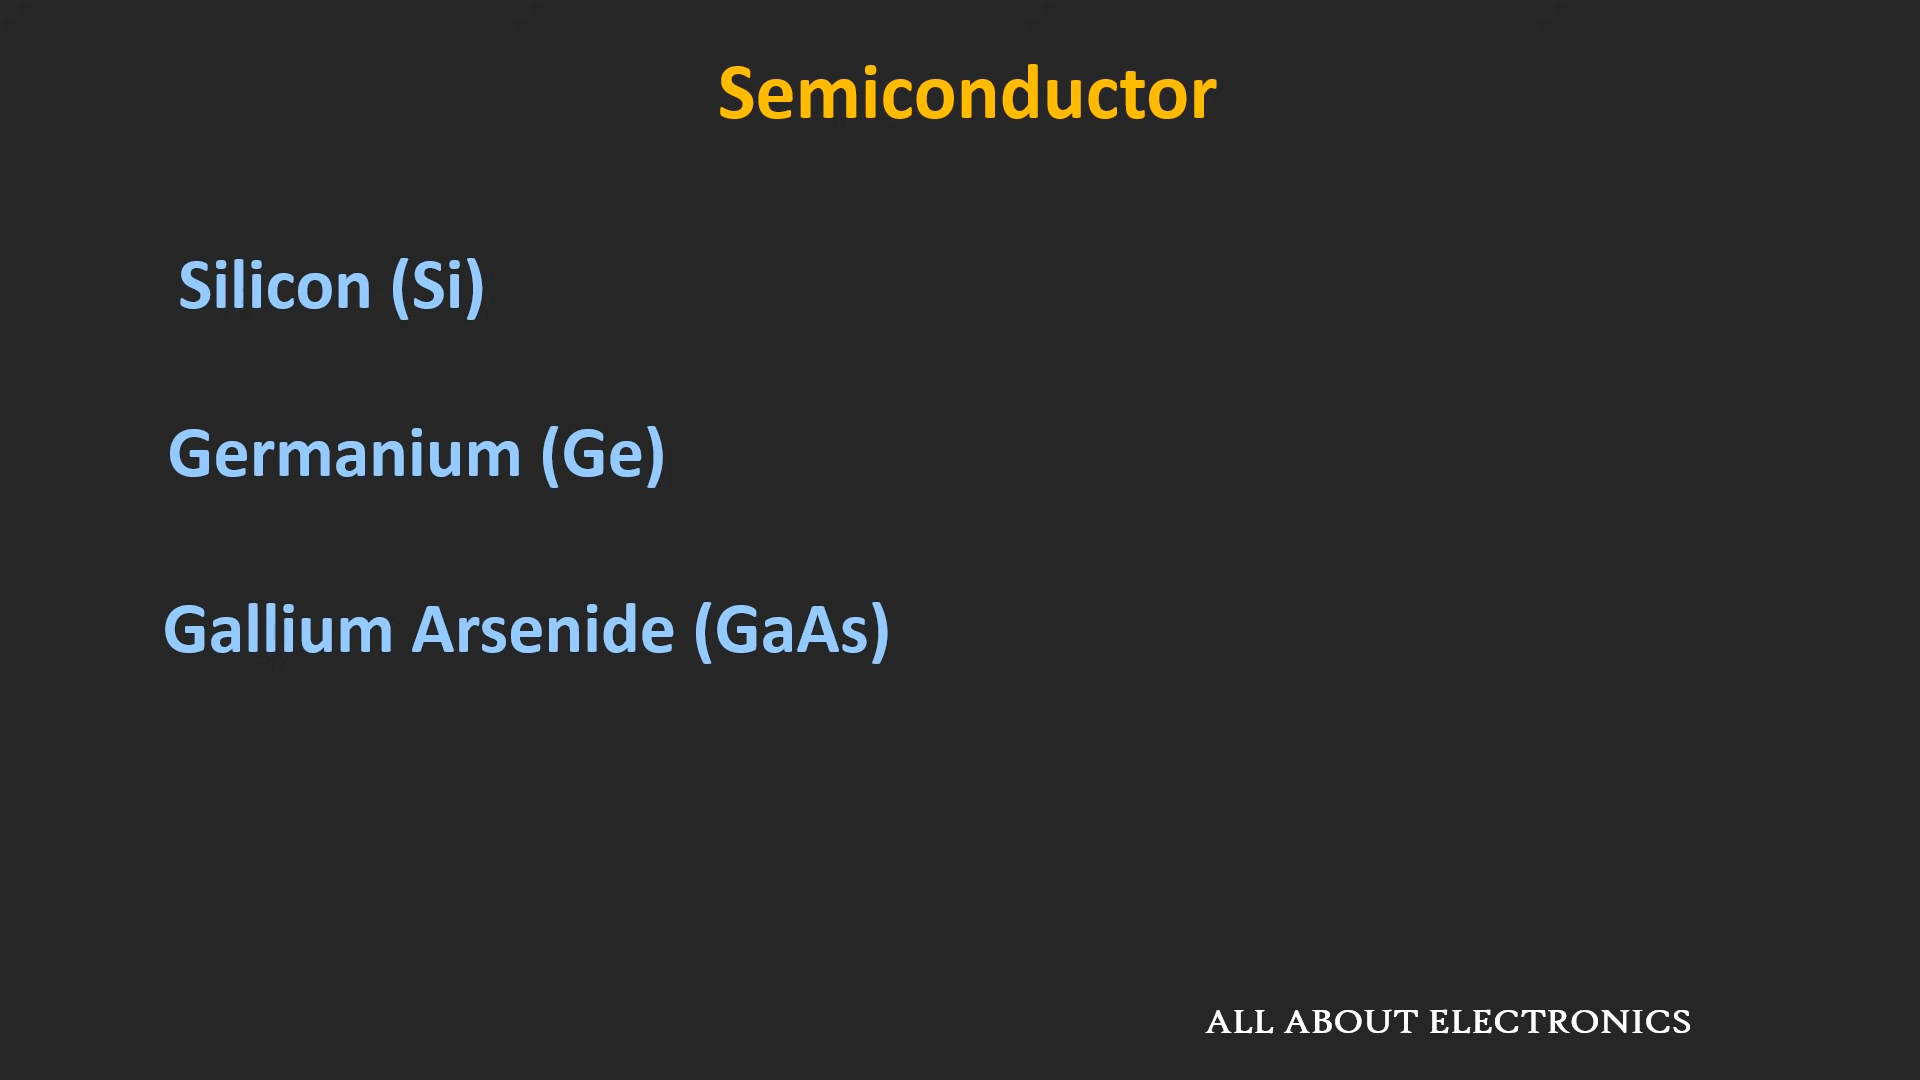 Semiconductor
Silicon (Si)
Germanium (Ge)
Gallium Arsenide (GaAs)
ALL ABOUT ELECTRONICS